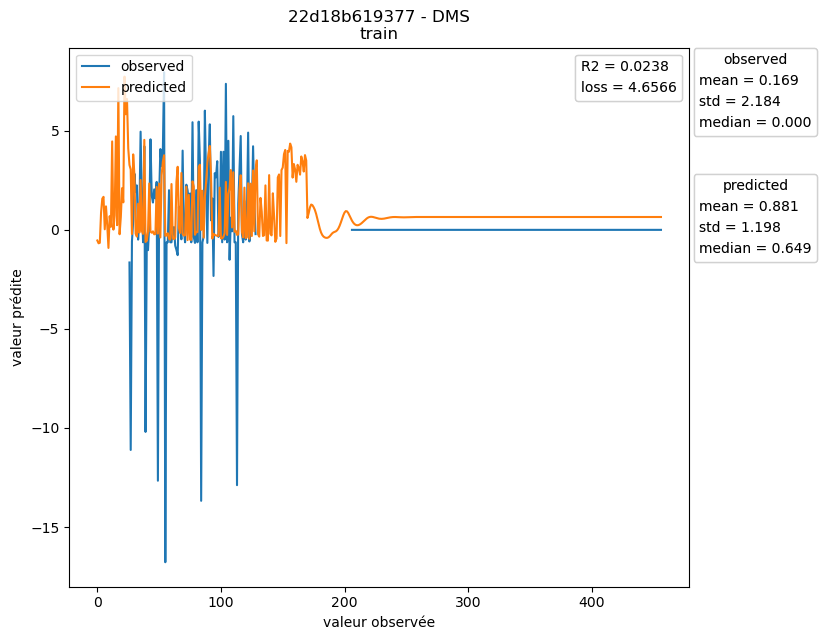 22d18b619377 - DMS
train
observed
predicted
R2 = 0.0238
loss = 4.6566
observed
mean = 0.169
std = 2.184
median = 0.000
predicted
mean = 0.881
std = 1.198
median = 0.649
valeur prédite
5
0
−5
−10
−15
0
100
200
300
400
valeur observée